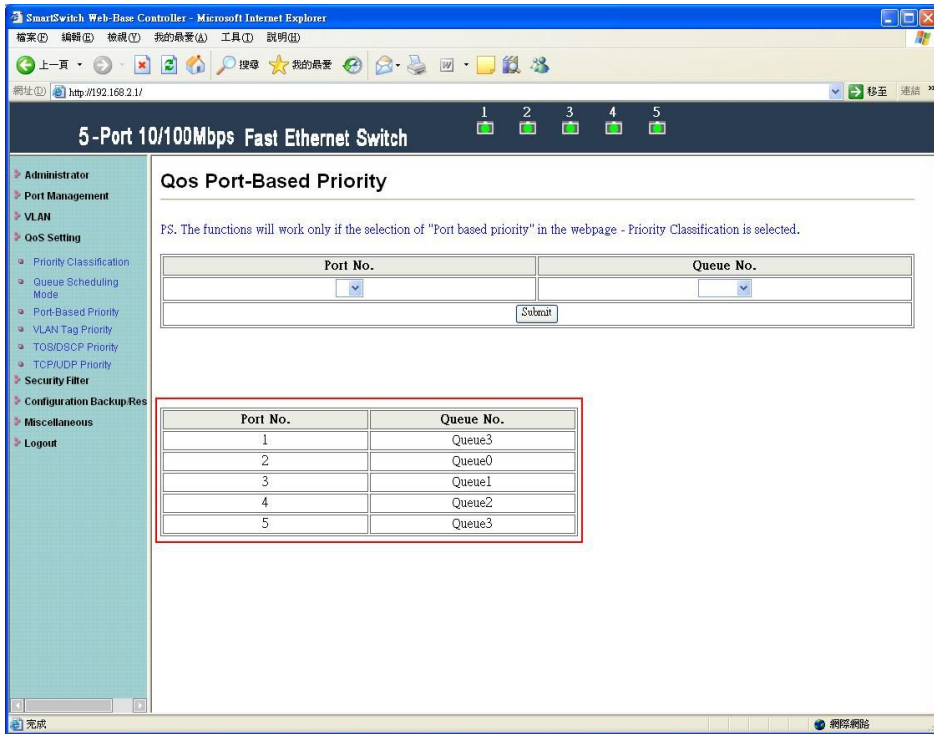 SmartSwitch Web-Base Controller - Microsoft Internet Explorer
檔案(F) 編輯(E) 檢視(V) 我的最愛(A) 工具(T) 說明(H)
上一頁 搜尋 我的最愛
網址(D) http://192.168.2.1/ 移至 連結 »
1 2 3 4 5
5-Port 10/100Mbps Fast Ethernet Switch
Administrator
Port Management
VLAN
QoS Setting
Priority Classification
Queue Scheduling
Mode
Port-Based Priority
VLAN Tag Priority
TOS/DSCP Priority
TCP/UDP Priority
Security Filter
Configuration Backup/Res
Miscellaneous
Logout
Qos Port-Based Priority
PS. The functions will work only if the selection of "Port based priority" in the webpage - Priority Classification is selected.
Port No. Queue No.
Submit
Port No. Queue No.
1 Queue3
2 Queue0
3 Queue1
4 Queue2
5 Queue3
完成 網際網路